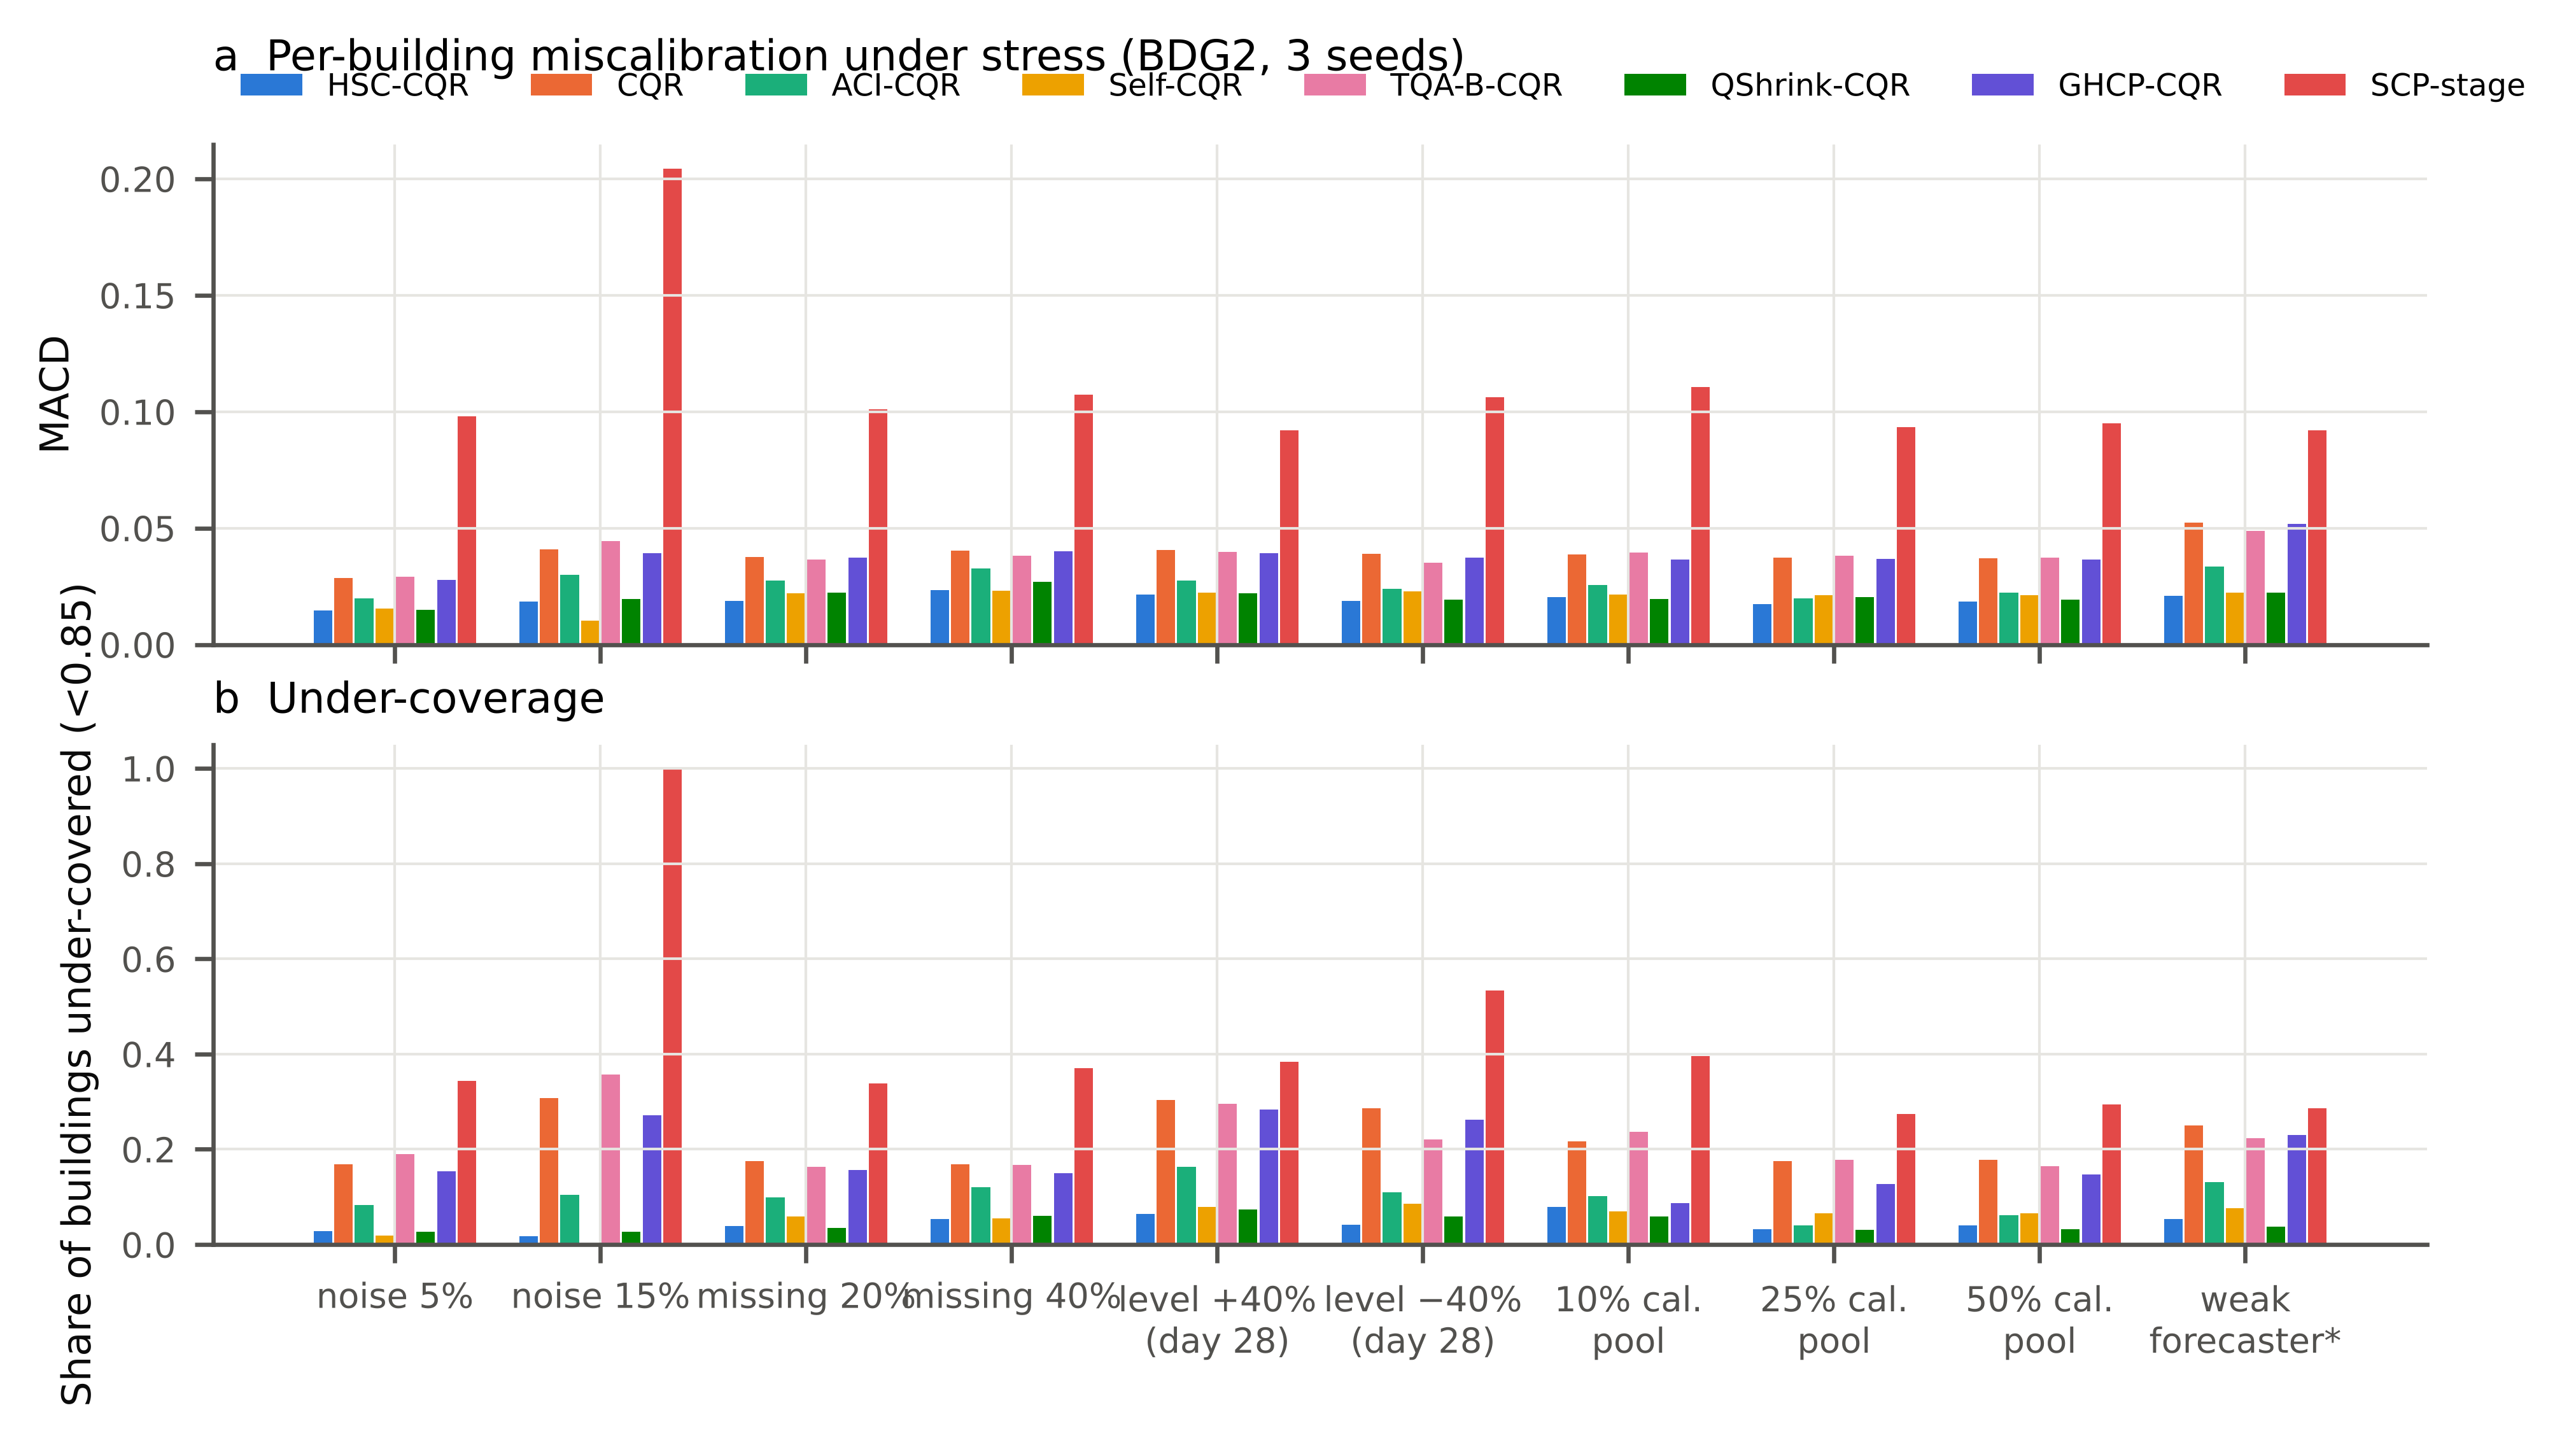 a Per-building miscalibration under stress (BDG2, 3 seeds)
HSC-CQR CQR ACI-CQR Self-CQR TQA-B-CQR QShrink-CQR GHCP-CQR SCP-stage
MACD
0.20
0.15
0.10
0.05
0.00
b Under-coverage
Share of buildings under-covered (<0.85)
1.0
0.8
0.6
0.4
0.2
0.0
noise 5%
noise 15%
missing 20%
missing 40%
level +40%
(day 28)
level −40%
(day 28)
10% cal.
pool
25% cal.
pool
50% cal.
pool
weak
forecaster*